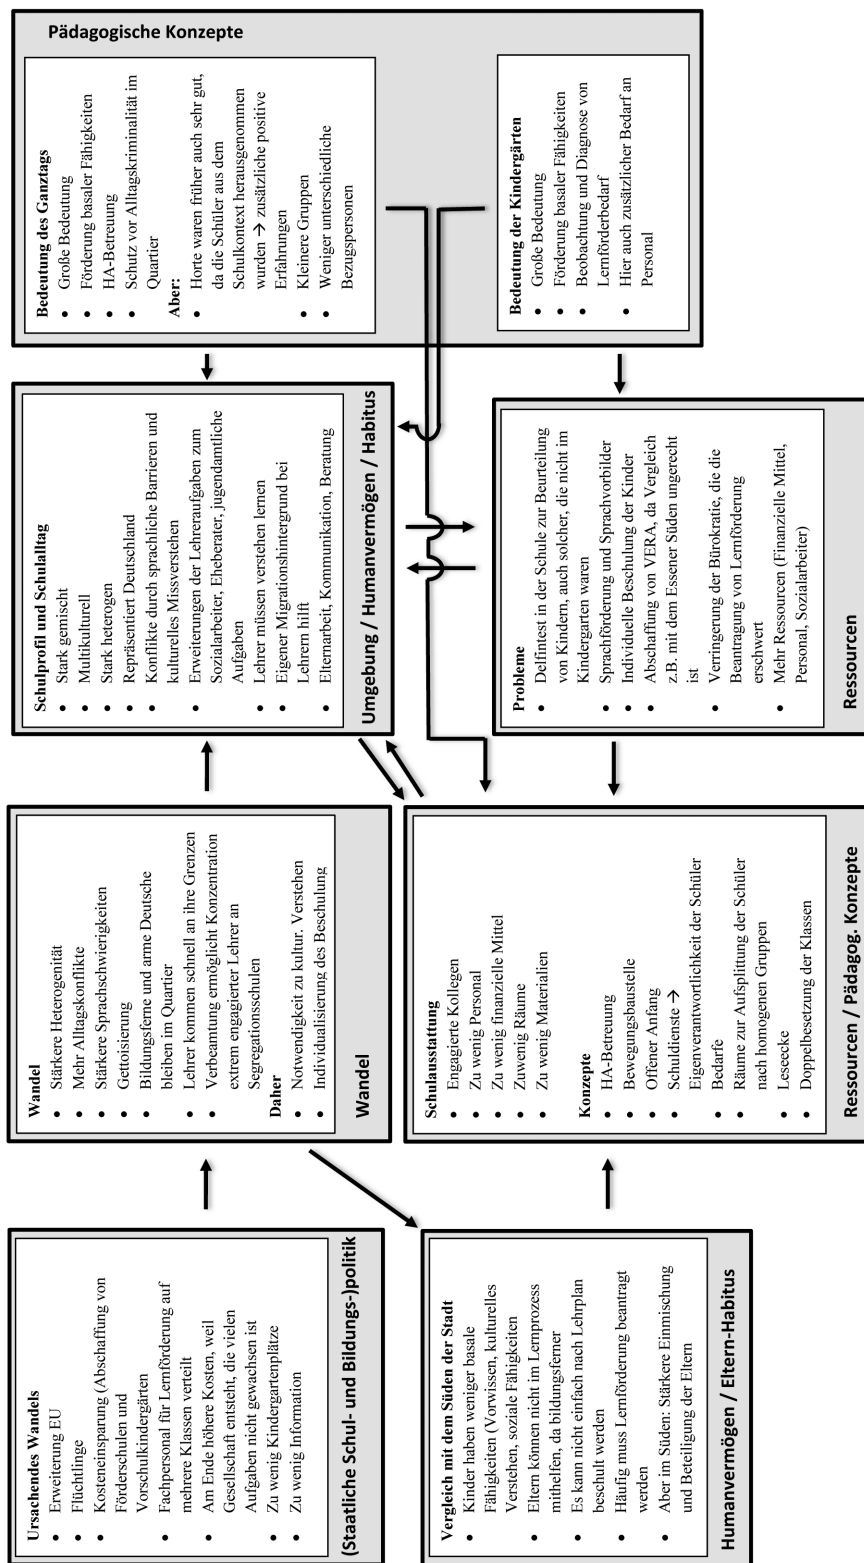 Ursachendes Wandels
• Erweiterung EU
• Flüchtlinge
• Kosteneinsparung (Abschaffung von
Förderschulen und
Vorschulkindergärten
• Fachpersonal für Lernförderung auf
mehrere Klassen verteilt
• Am Ende höhere Kosten, weil
Gesellschaft entsteht, die vielen
Aufgaben nicht gewachsen ist
• Zu wenig Kindergartenplätze
• Zu wenig Information
(Staatliche Schul- und Bildungs-)politik
Wandel
• Stärkere Heterogenität
• Mehr Alltagskonflikte
• Stärkere Sprachschwierigkeiten
• Gettoisierung
• Bildungsferne und arme Deutsche
bleiben im Quartier
• Lehrer kommen schnell an ihre Grenzen
• Verbeamtung ermöglicht Konzentration
extrem engagierter Lehrer an
Segregationsschulen
Daher
• Notwendigkeit zu kultur. Verstehen
• Individualisierung des Beschulung
Wandel
Schulprofil und Schulalltag
• Stark gemischt
• Multikulturell
• Stark heterogen
• Repräsentiert Deutschland
• Konflikte durch sprachliche Barrieren und
kulturelles Missverstehen
• Erweiterungen der Lehreraufgaben zum
Sozialarbeiter, Eheberater, jugendamtliche
Aufgaben
• Lehrer müssen verstehen lernen
• Eigener Migrationshintergrund bei
Lehrern hilft
• Elternarbeit, Kommunikation, Beratung
Umgebung / Humanvermögen / Habitus
Pädagogische Konzepte
Bedeutung des Ganztags
• Große Bedeutung
• Förderung basaler Fähigkeiten
• HA-Betreuung
• Schutz vor Alltagskriminalität im
Quartier
Aber:
• Horte waren früher auch sehr gut,
da die Schüler aus dem
Schulkontext herausgenommen
wurden → zusätzliche positive
Erfahrungen
• Kleinere Gruppen
• Weniger unterschiedliche
Bezugspersonen
Bedeutung der Kindergärten
• Große Bedeutung
• Förderung basaler Fähigkeiten
• Beobachtung und Diagnose von
Lernförderbedarf
• Hier auch zusätzlicher Bedarf an
Personal
Vergleich mit dem Süden der Stadt
• Kinder haben weniger basale
Fähigkeiten (Vorwissen, kulturelles
Verstehen, soziale Fähigkeiten
• Eltern können nicht im Lernprozess
mithelfen, da bildungsferner
• Es kann nicht einfach nach Lehrplan
beschult werden
• Häufig muss Lernförderung beantragt
werden
• Aber im Süden: Stärkere Einmischung
und Beteiligung der Eltern
Humanvermögen / Eltern-Habitus
Schulausstattung
• Engagierte Kollegen
• Zu wenig Personal
• Zu wenig finanzielle Mittel
• Zuwenig Räume
• Zu wenig Materialien
Konzepte
• HA-Betreuung
• Bewegungsbaustelle
• Offener Anfang
• Schuldienste →
Eigenverantwortlichkeit der Schüler
• Bedarfe
• Räume zur Aufsplittung der Schüler
nach homogenen Gruppen
• Leseecke
• Doppelbesetzung der Klassen
Ressourcen / Pädagog. Konzepte
Probleme
• Delfintest in der Schule zur Beurteilung
von Kindern, auch solcher, die nicht im
Kindergarten waren
• Sprachförderung und Sprachvorbilder
• Individuelle Beschulung der Kinder
• Abschaffung von VERA, da Vergleich
z.B. mit dem Essener Süden ungerecht
ist
• Verringerung der Bürokratie, die die
Beantragung von Lernförderung
erschwert
• Mehr Ressourcen (Finanzielle Mittel,
Personal, Sozialarbeiter)
Ressourcen